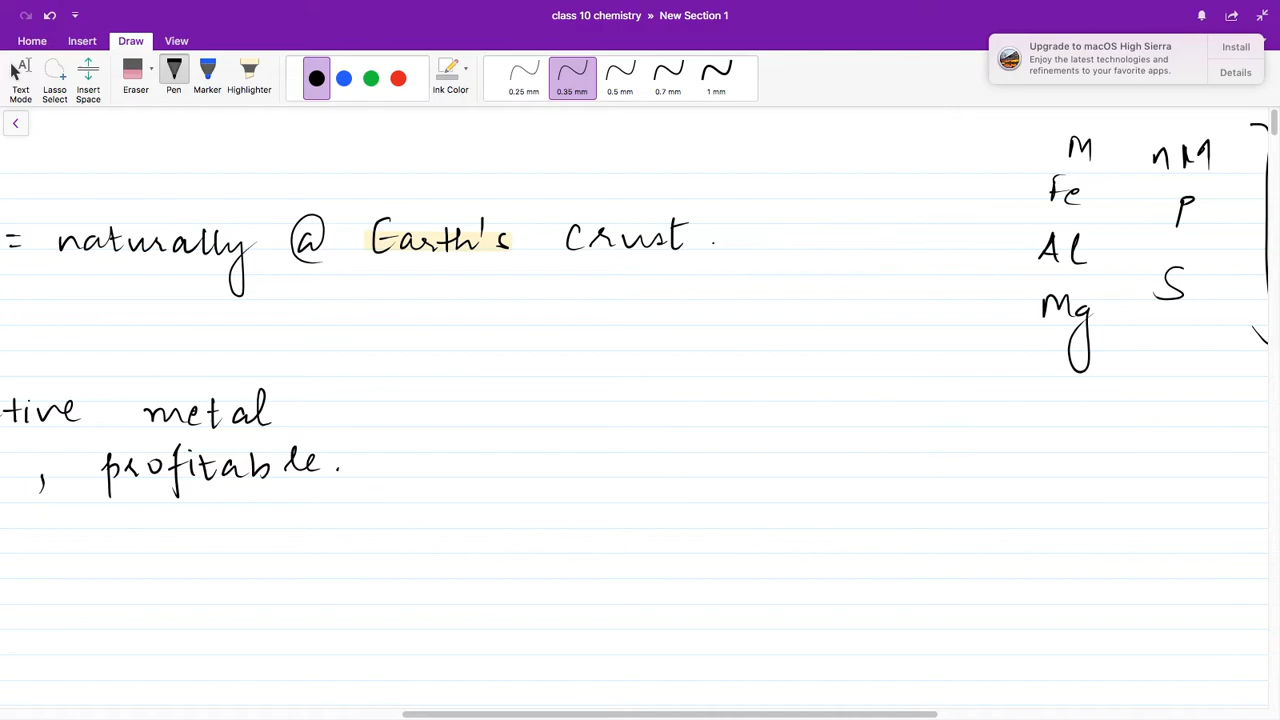 class 10 chemistry » New Section 1
Home Insert Draw View
Upgrade to macOS High Sierra
Enjoy the latest technologies and
refinements to your favorite apps.
Install
Details
Text Mode
Lasso Select
Insert Space
Eraser
Pen
Marker
Highlighter
Ink Color
0.25 mm 0.35 mm 0.5 mm 0.7 mm 1 mm
M nM
Fe P
Al S
Mg
= naturally @ Earth's crust.
tive metal
, profitable.